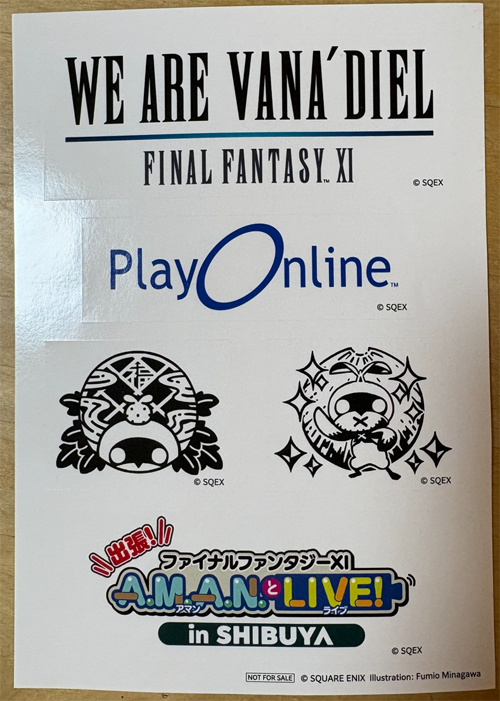 WE ARE VANA'DIEL
FINAL FANTASY™ XI
© SQEX
PlayOnline™
© SQEX
© SQEX
© SQEX
出張!!
ファイナルファンタジーXI
A.M.A.N.とLIVE!
アマン ライブ
in SHIBUYA
© SQEX
NOT FOR SALE © SQUARE ENIX Illustration: Fumio Minagawa